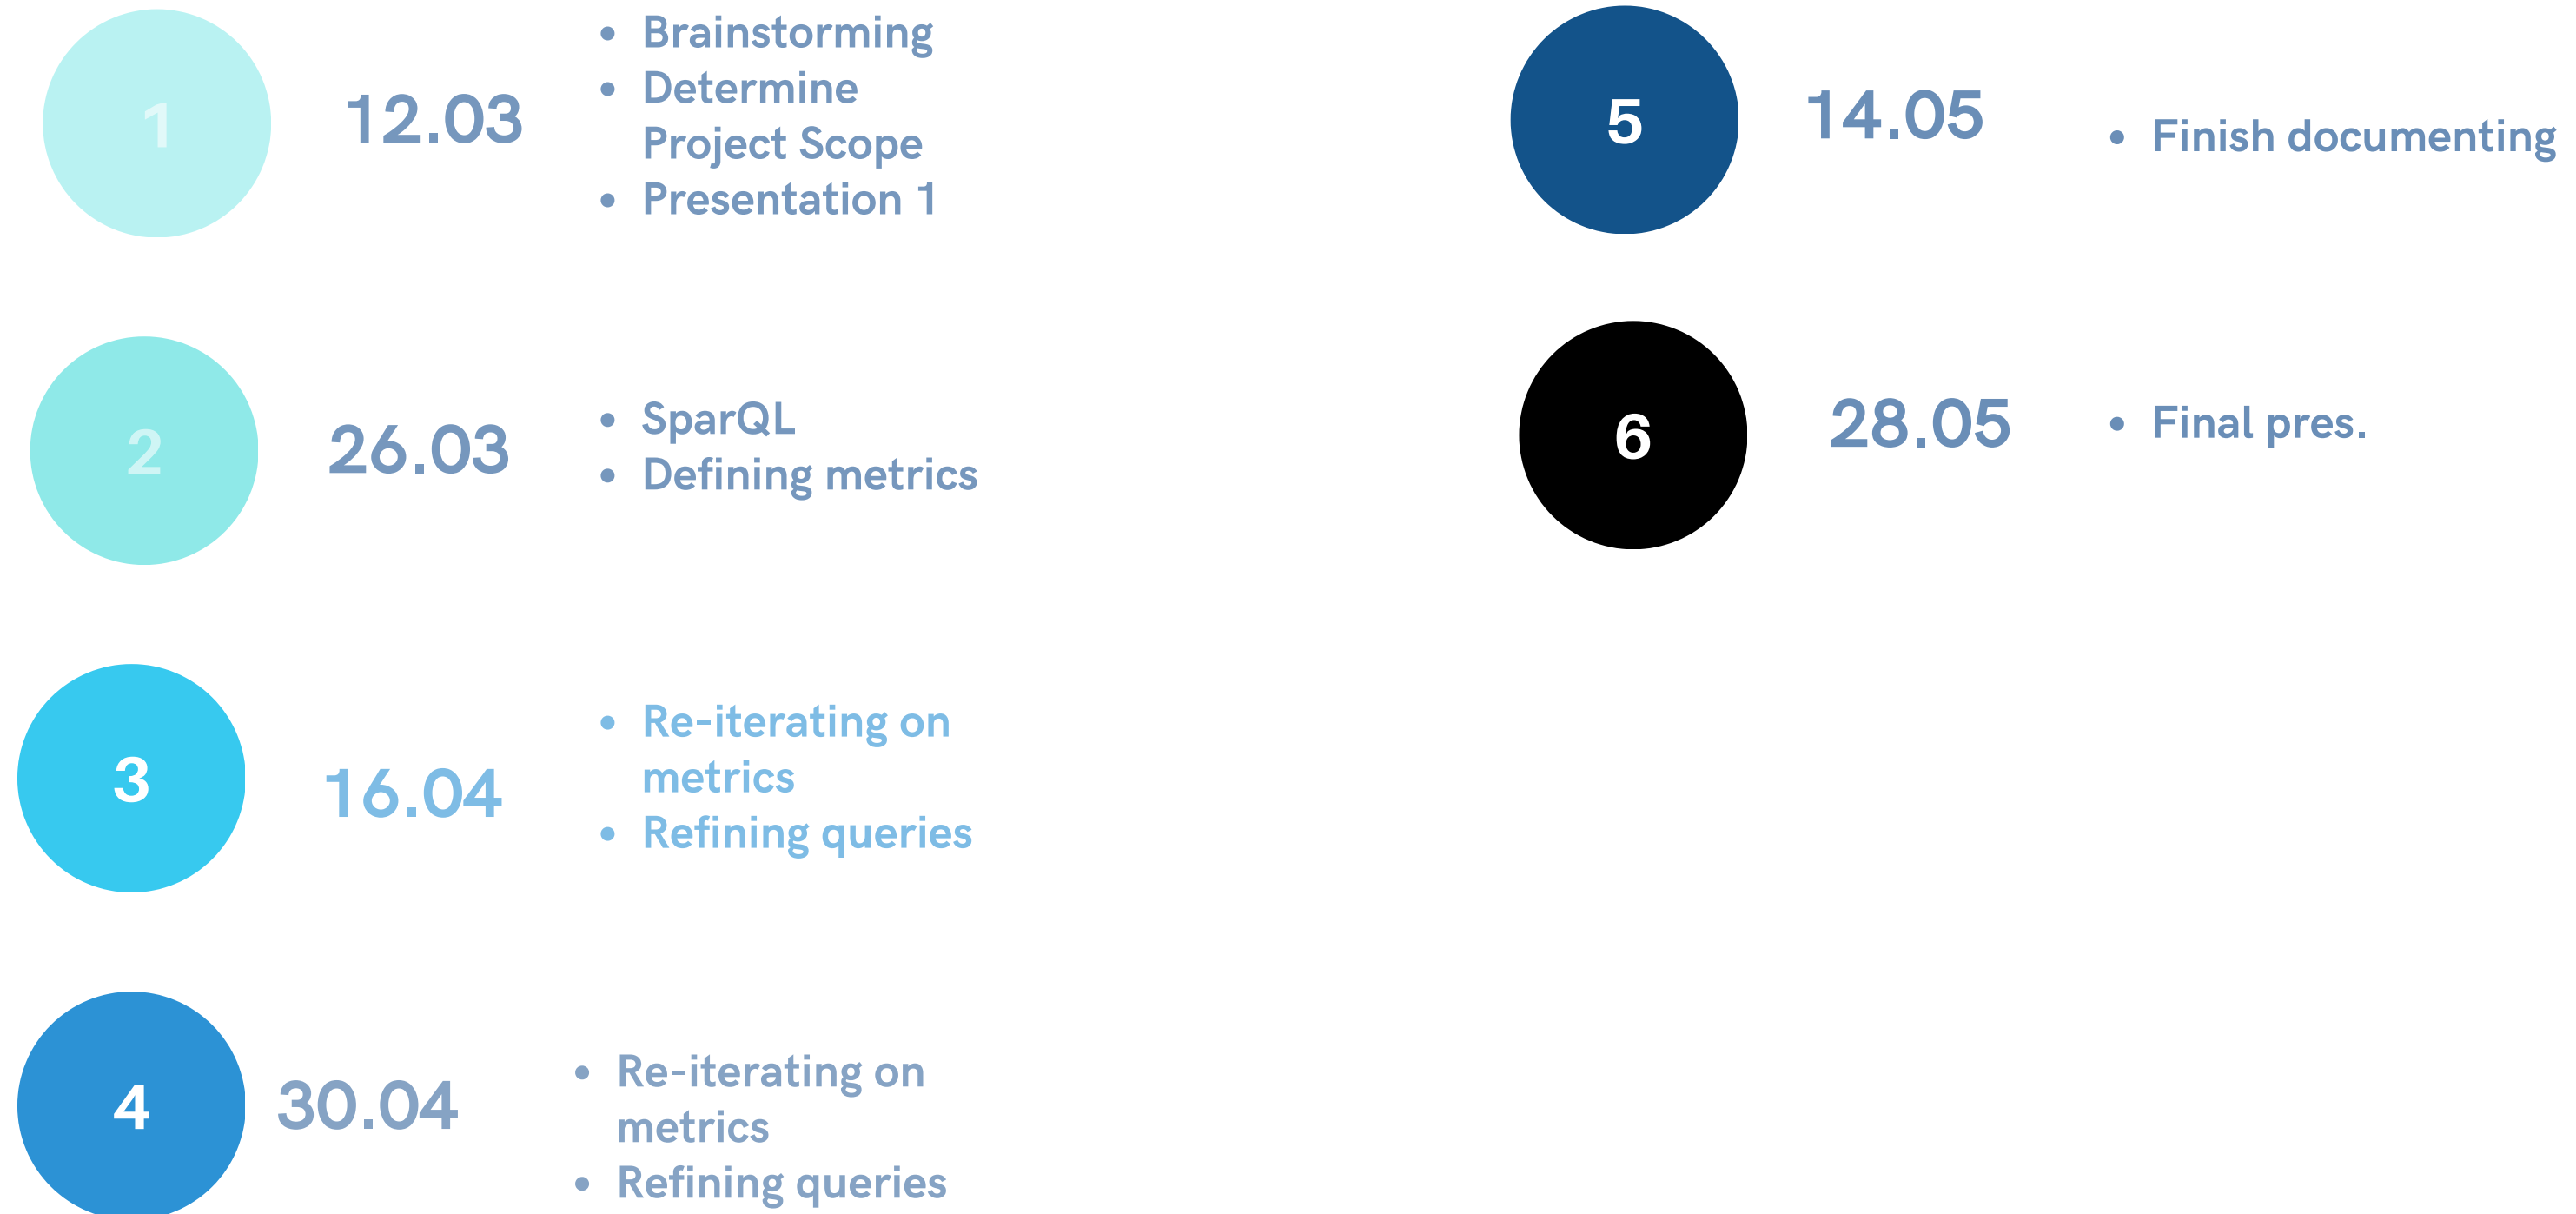 1
12.03
• Brainstorming
• Determine
Project Scope
• Presentation 1
2
26.03
• SparQL
• Defining metrics
3
16.04
• Re-iterating on
metrics
• Refining queries
4
30.04
• Re-iterating on
metrics
• Refining queries
5
14.05
• Finish documenting
6
28.05
• Final pres.